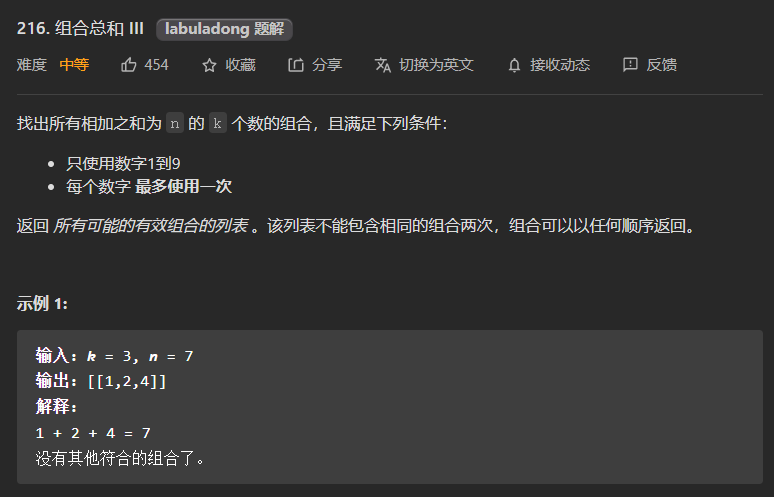 216. 组合总和 III labuladong 题解
难度 中等 454 收藏 分享 切换为英文 接收动态 反馈
找出所有相加之和为 n 的 k 个数的组合，且满足下列条件：
• 只使用数字1到9
• 每个数字 最多使用一次
返回 所有可能的有效组合的列表 。该列表不能包含相同的组合两次，组合可以以任何顺序返回。
示例 1:
输入：k = 3, n = 7
输出：[[1,2,4]]
解释：
1 + 2 + 4 = 7
没有其他符合的组合了。